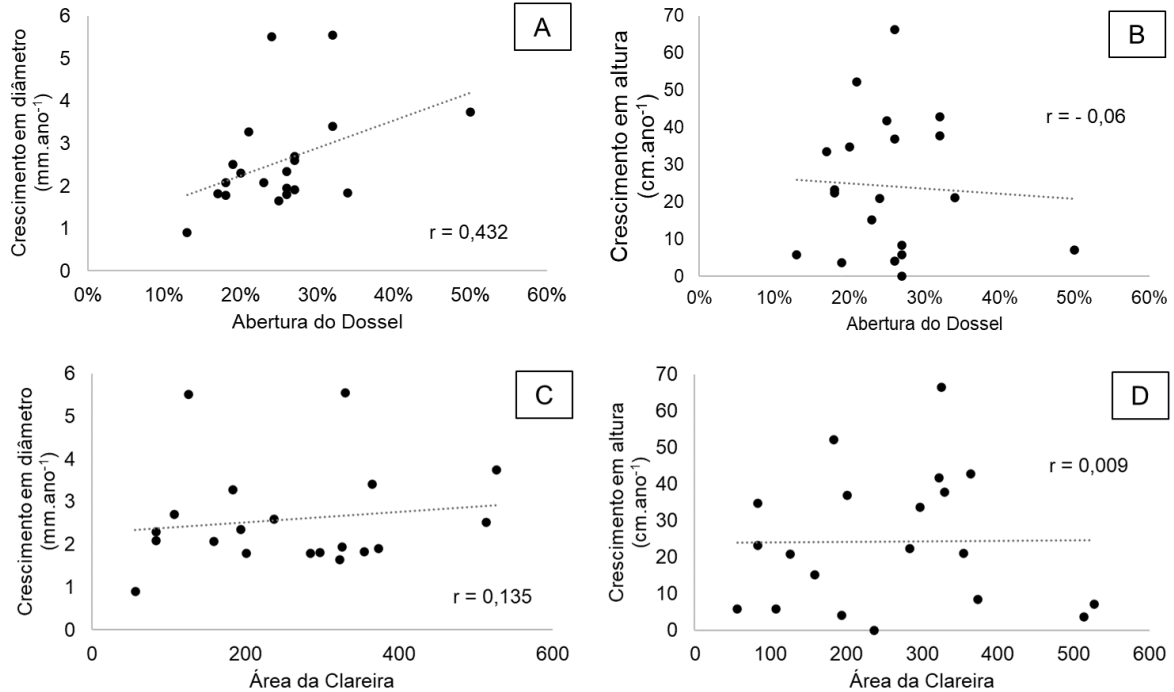 A
Crescimento em diâmetro
(mm.ano⁻¹)
6
5
4
3
2
1
0
r = 0,432
0% 10% 20% 30% 40% 50% 60%
Abertura do Dossel
B
Crescimento em altura
(cm.ano⁻¹)
70
60
50
40
30
20
10
0
r = - 0,06
0% 10% 20% 30% 40% 50% 60%
Abertura do Dossel
C
Crescimento em diâmetro
(mm.ano⁻¹)
6
5
4
3
2
1
0
r = 0,135
0 200 400 600
Área da Clareira
D
Crescimento em altura
(cm.ano⁻¹)
70
60
50
40
30
20
10
0
r = 0,009
0 100 200 300 400 500 600
Área da Clareira